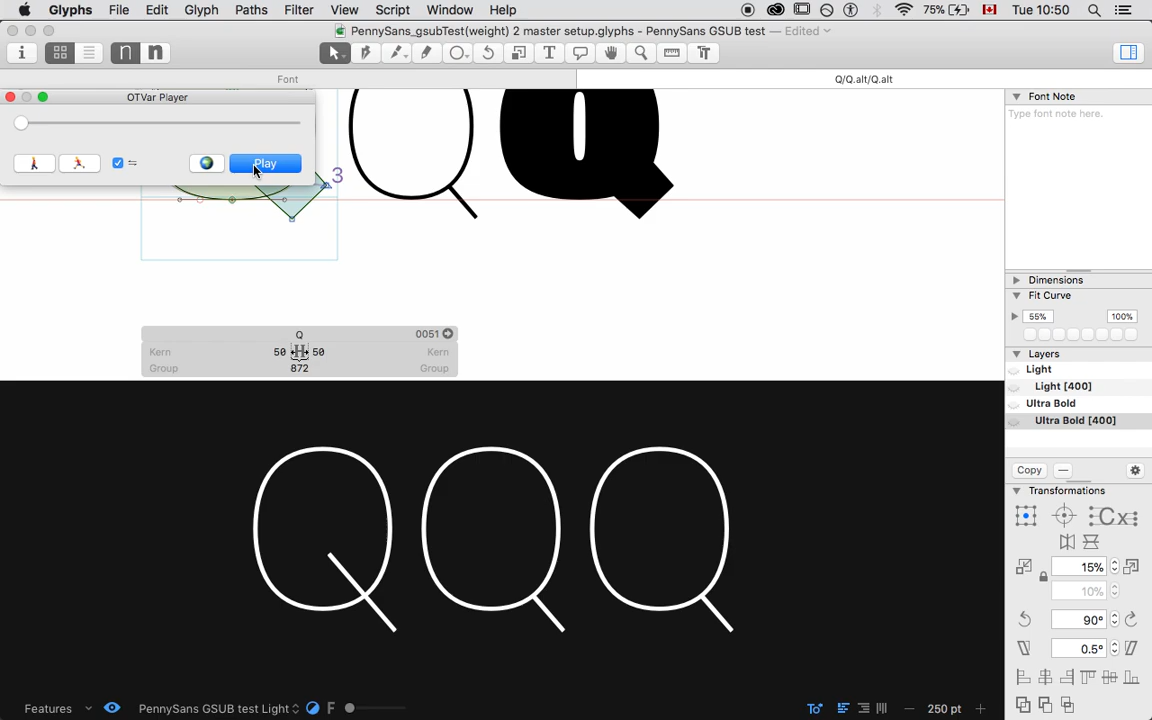 Glyphs File Edit Glyph Paths Filter View Script Window Help 75% Tue 10:50
PennySans_gsubTest(weight) 2 master setup.glyphs - PennySans GSUB test — Edited
i n n T
Font Q/Q.alt/Q.alt
OTVar Player
Play
3
Q Q
Font Note
Type font note here.
Dimensions
Fit Curve
55% 100%
Q 0051
Kern 50 H 50 Kern
Group 872 Group
Layers
Light
Light [400]
Ultra Bold
Ultra Bold [400]
Copy
Transformations
Cx
15%
10%
90°
0.5°
Q Q Q
Features PennySans GSUB test Light F 250 pt